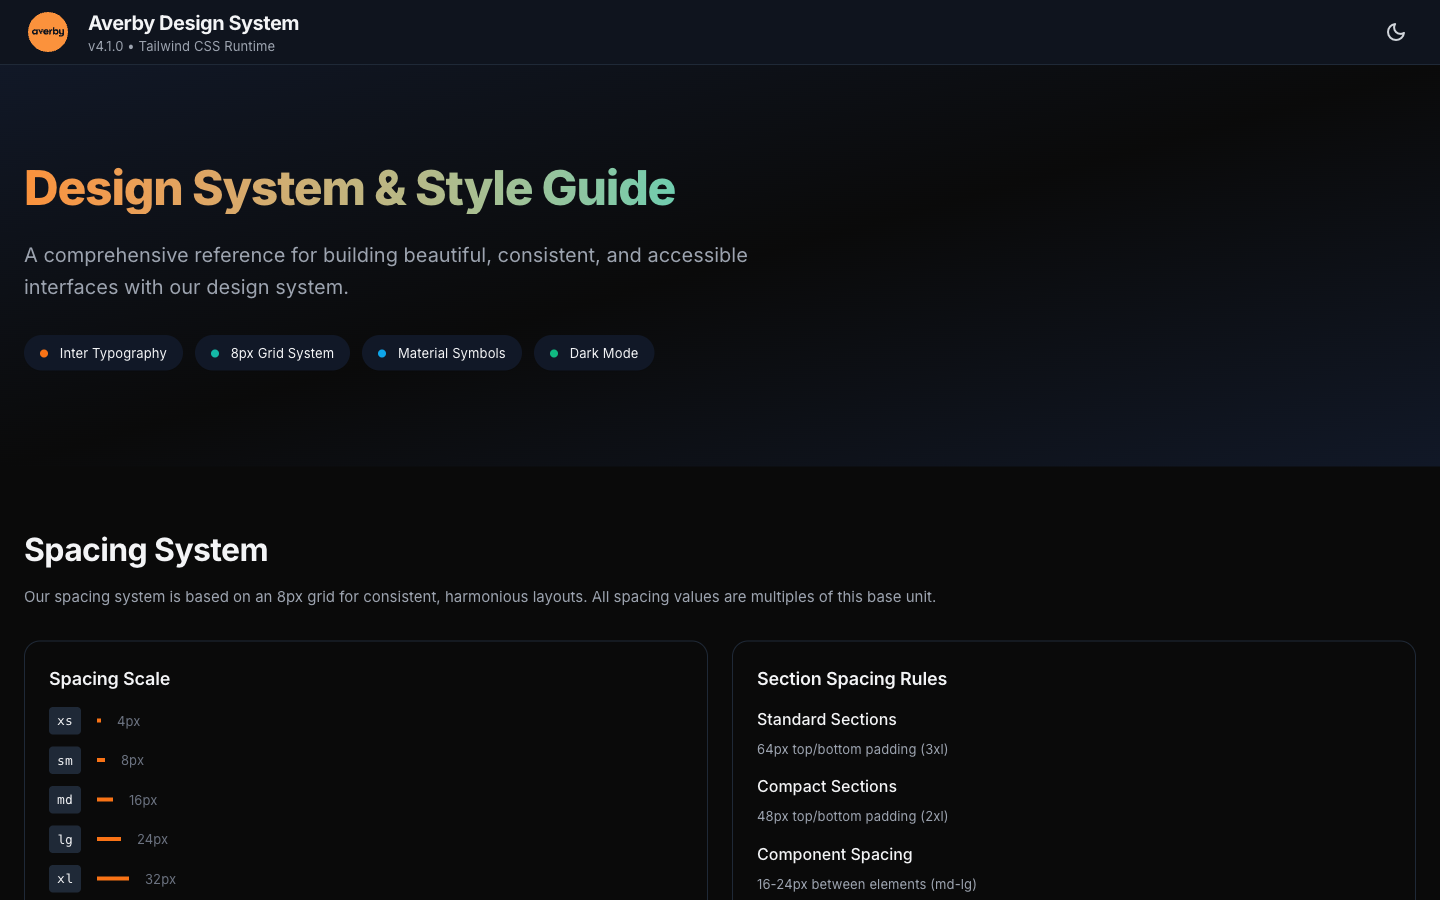 averby
Averby Design System
v4.1.0 • Tailwind CSS Runtime
Design System & Style Guide
A comprehensive reference for building beautiful, consistent, and accessible
interfaces with our design system.
Inter Typography
8px Grid System
Material Symbols
Dark Mode
Spacing System
Our spacing system is based on an 8px grid for consistent, harmonious layouts. All spacing values are multiples of this base unit.
Spacing Scale
xs 4px
sm 8px
md 16px
lg 24px
xl 32px
Section Spacing Rules
Standard Sections
64px top/bottom padding (3xl)
Compact Sections
48px top/bottom padding (2xl)
Component Spacing
16-24px between elements (md-lg)